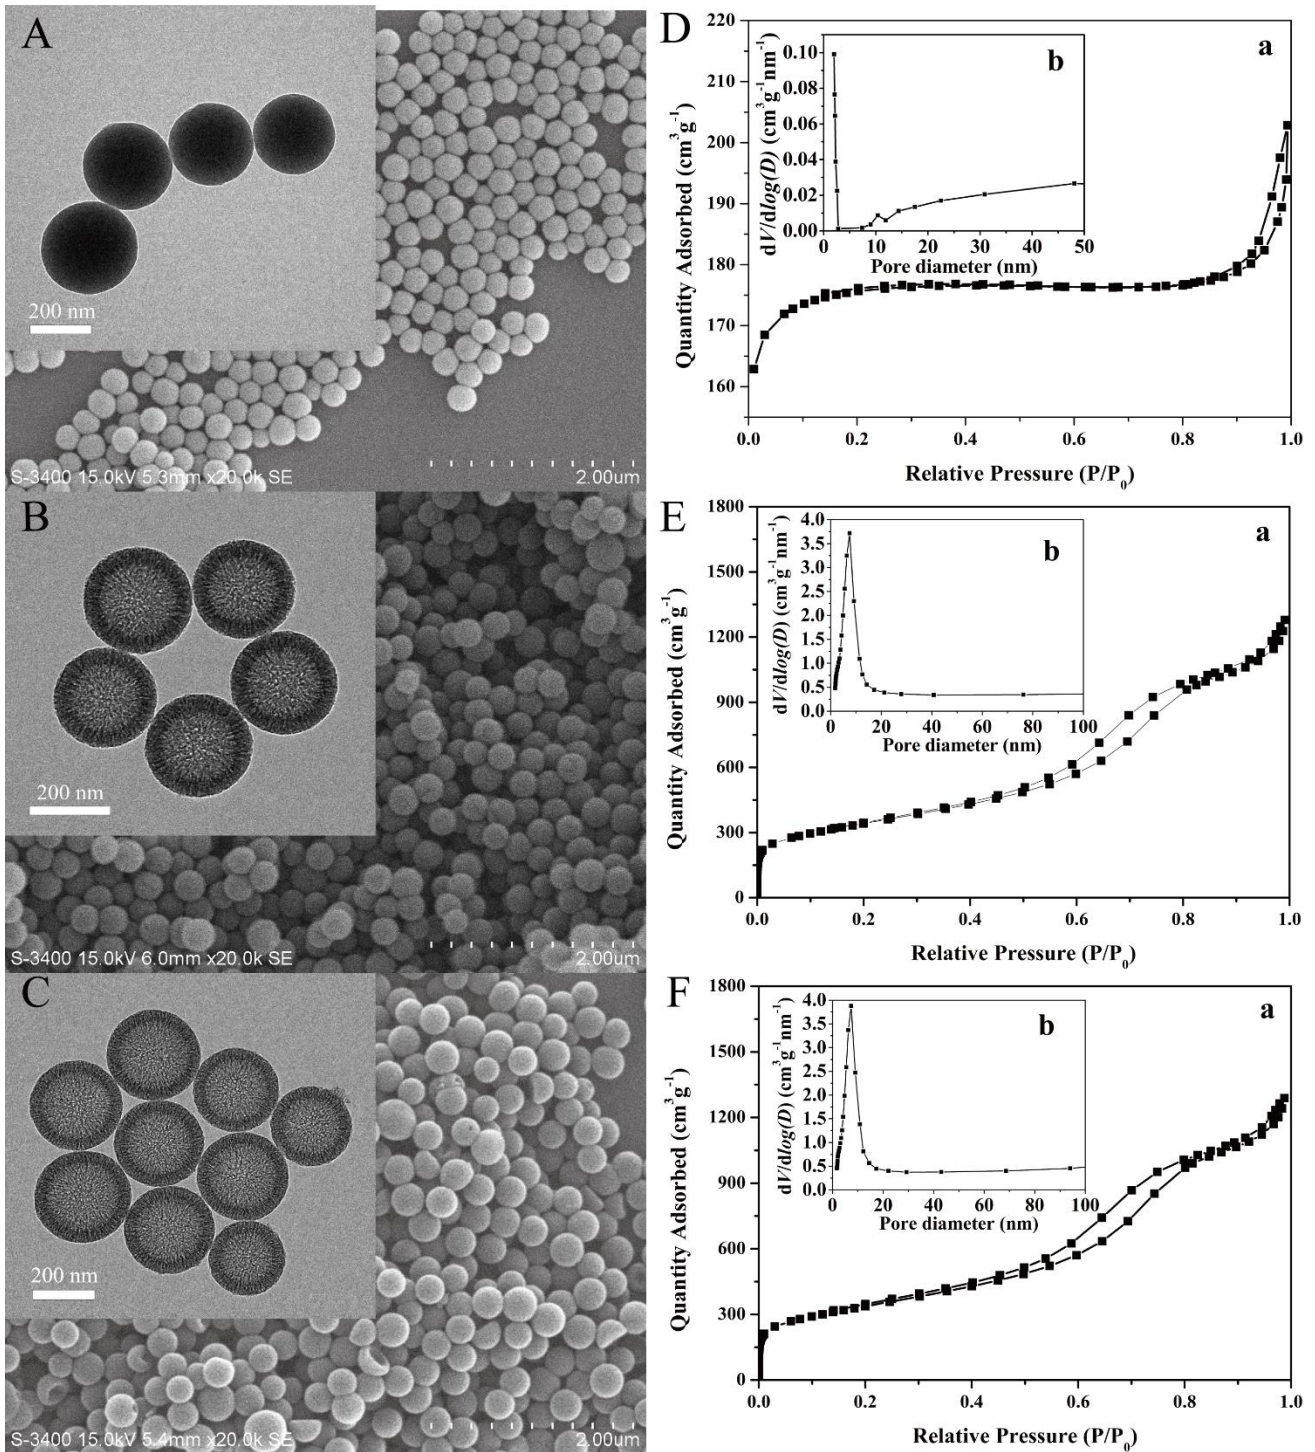 A
200 nm
S-3400 15.0kV 5.3mm x20.0k SE
2.00um
B
200 nm
S-3400 15.0kV 6.0mm x20.0k SE
2.00um
C
200 nm
S-3400 15.0kV 5.4mm x20.0k SE
2.00um
D
a
Quantity Adsorbed (cm³g⁻¹)
220
210
200
190
180
170
160
0.0 0.2 0.4 0.6 0.8 1.0
Relative Pressure (P/P₀)
b
dV/dlog(D) (cm³g⁻¹nm⁻¹)
0.10
0.08
0.06
0.04
0.02
0.00
0 10 20 30 40 50
Pore diameter (nm)
E
a
Quantity Adsorbed (cm³g⁻¹)
1800
1500
1200
900
600
300
0
0.0 0.2 0.4 0.6 0.8 1.0
Relative Pressure (P/P₀)
b
dV/dlog(D) (cm³g⁻¹nm⁻¹)
4.0
3.5
3.0
2.5
2.0
1.5
1.0
0.5
0.0
0 20 40 60 80 100
Pore diameter (nm)
F
a
Quantity Adsorbed (cm³g⁻¹)
1800
1500
1200
900
600
300
0
0.0 0.2 0.4 0.6 0.8 1.0
Relative Pressure (P/P₀)
b
dV/dlog(D) (cm³g⁻¹nm⁻¹)
4.0
3.5
3.0
2.5
2.0
1.5
1.0
0.5
0.0
0 20 40 60 80 100
Pore diameter (nm)